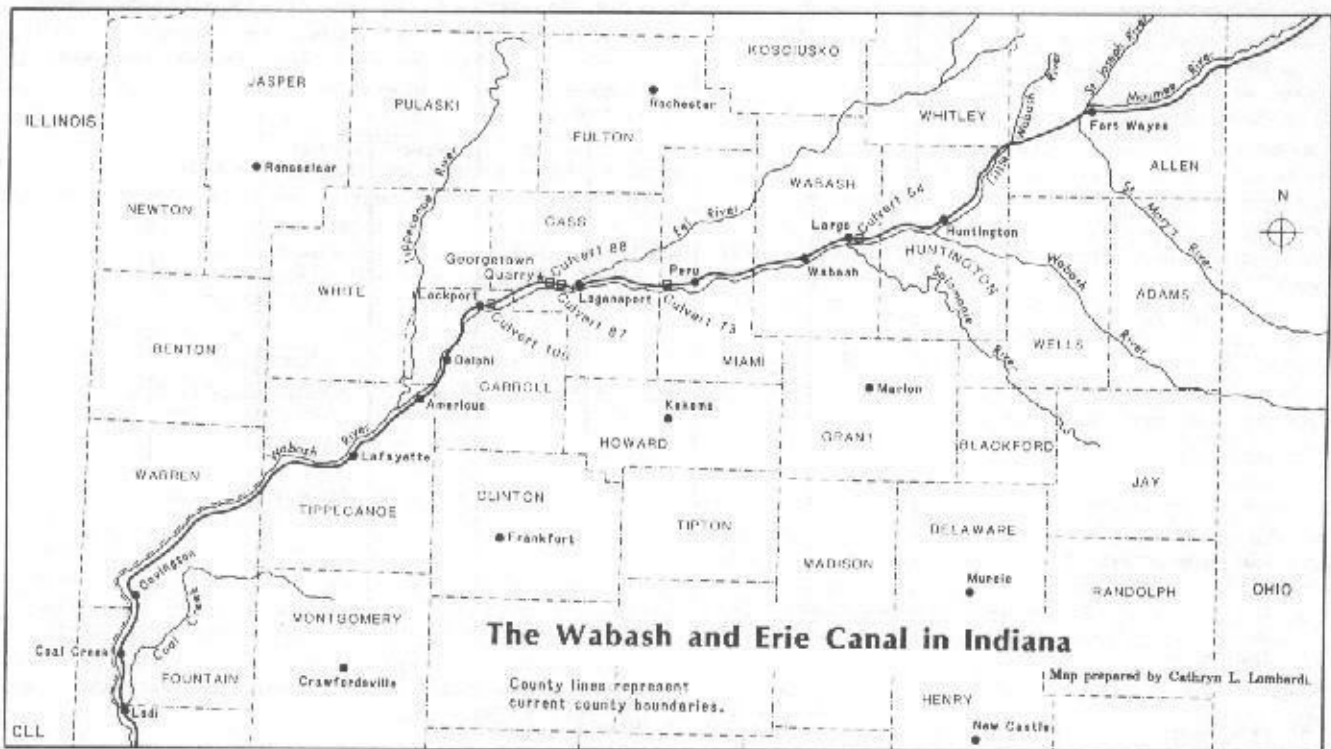 KOSCIUSKO
St. Joseph River
JASPER
PULASKI
Rochester
WHITLEY
Wabash River
Maumee River
ILLINOIS
FULTON
Fort Wayne
Rensselaer
Tippecanoe River
WABASH
Little
ALLEN
NEWTON
CASS
Eel River
Largo
Culvert 64
Huntington
St. Mary's River
N
Georgetown
Quarry
Culvert 88
Peru
Wabash
HUNTINGTON
WHITE
Lockport
Logansport
Salamonie River
Wabash River
ADAMS
Culvert 100
Culvert 87
Culvert 73
BENTON
Delphi
MIAMI
WELLS
CARROLL
Marion
Americus
Kokomo
GRANT
BLACKFORD
HOWARD
Wabash River
Lafayette
WARREN
JAY
CLINTON
TIPPECANOE
TIPTON
DELAWARE
Frankfort
MADISON
Covington
Muncie
RANDOLPH
OHIO
MONTGOMERY
The Wabash and Erie Canal in Indiana
Coal Creek
Coal
FOUNTAIN
Crawfordsville
County lines represent
current county boundaries.
Map prepared by Cathryn L. Lombardi.
HENRY
Lodi
CLL
New Castle